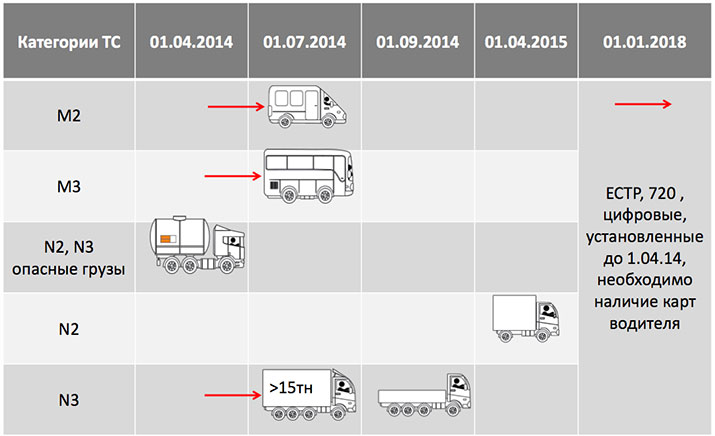 Категории ТС 01.04.2014 01.07.2014 01.09.2014 01.04.2015 01.01.2018
M2
M3
N2, N3
опасные грузы
N2
N3
>15тн
ЕСТР, 720 ,
цифровые,
установленные
до 1.04.14,
необходимо
наличие карт
водителя